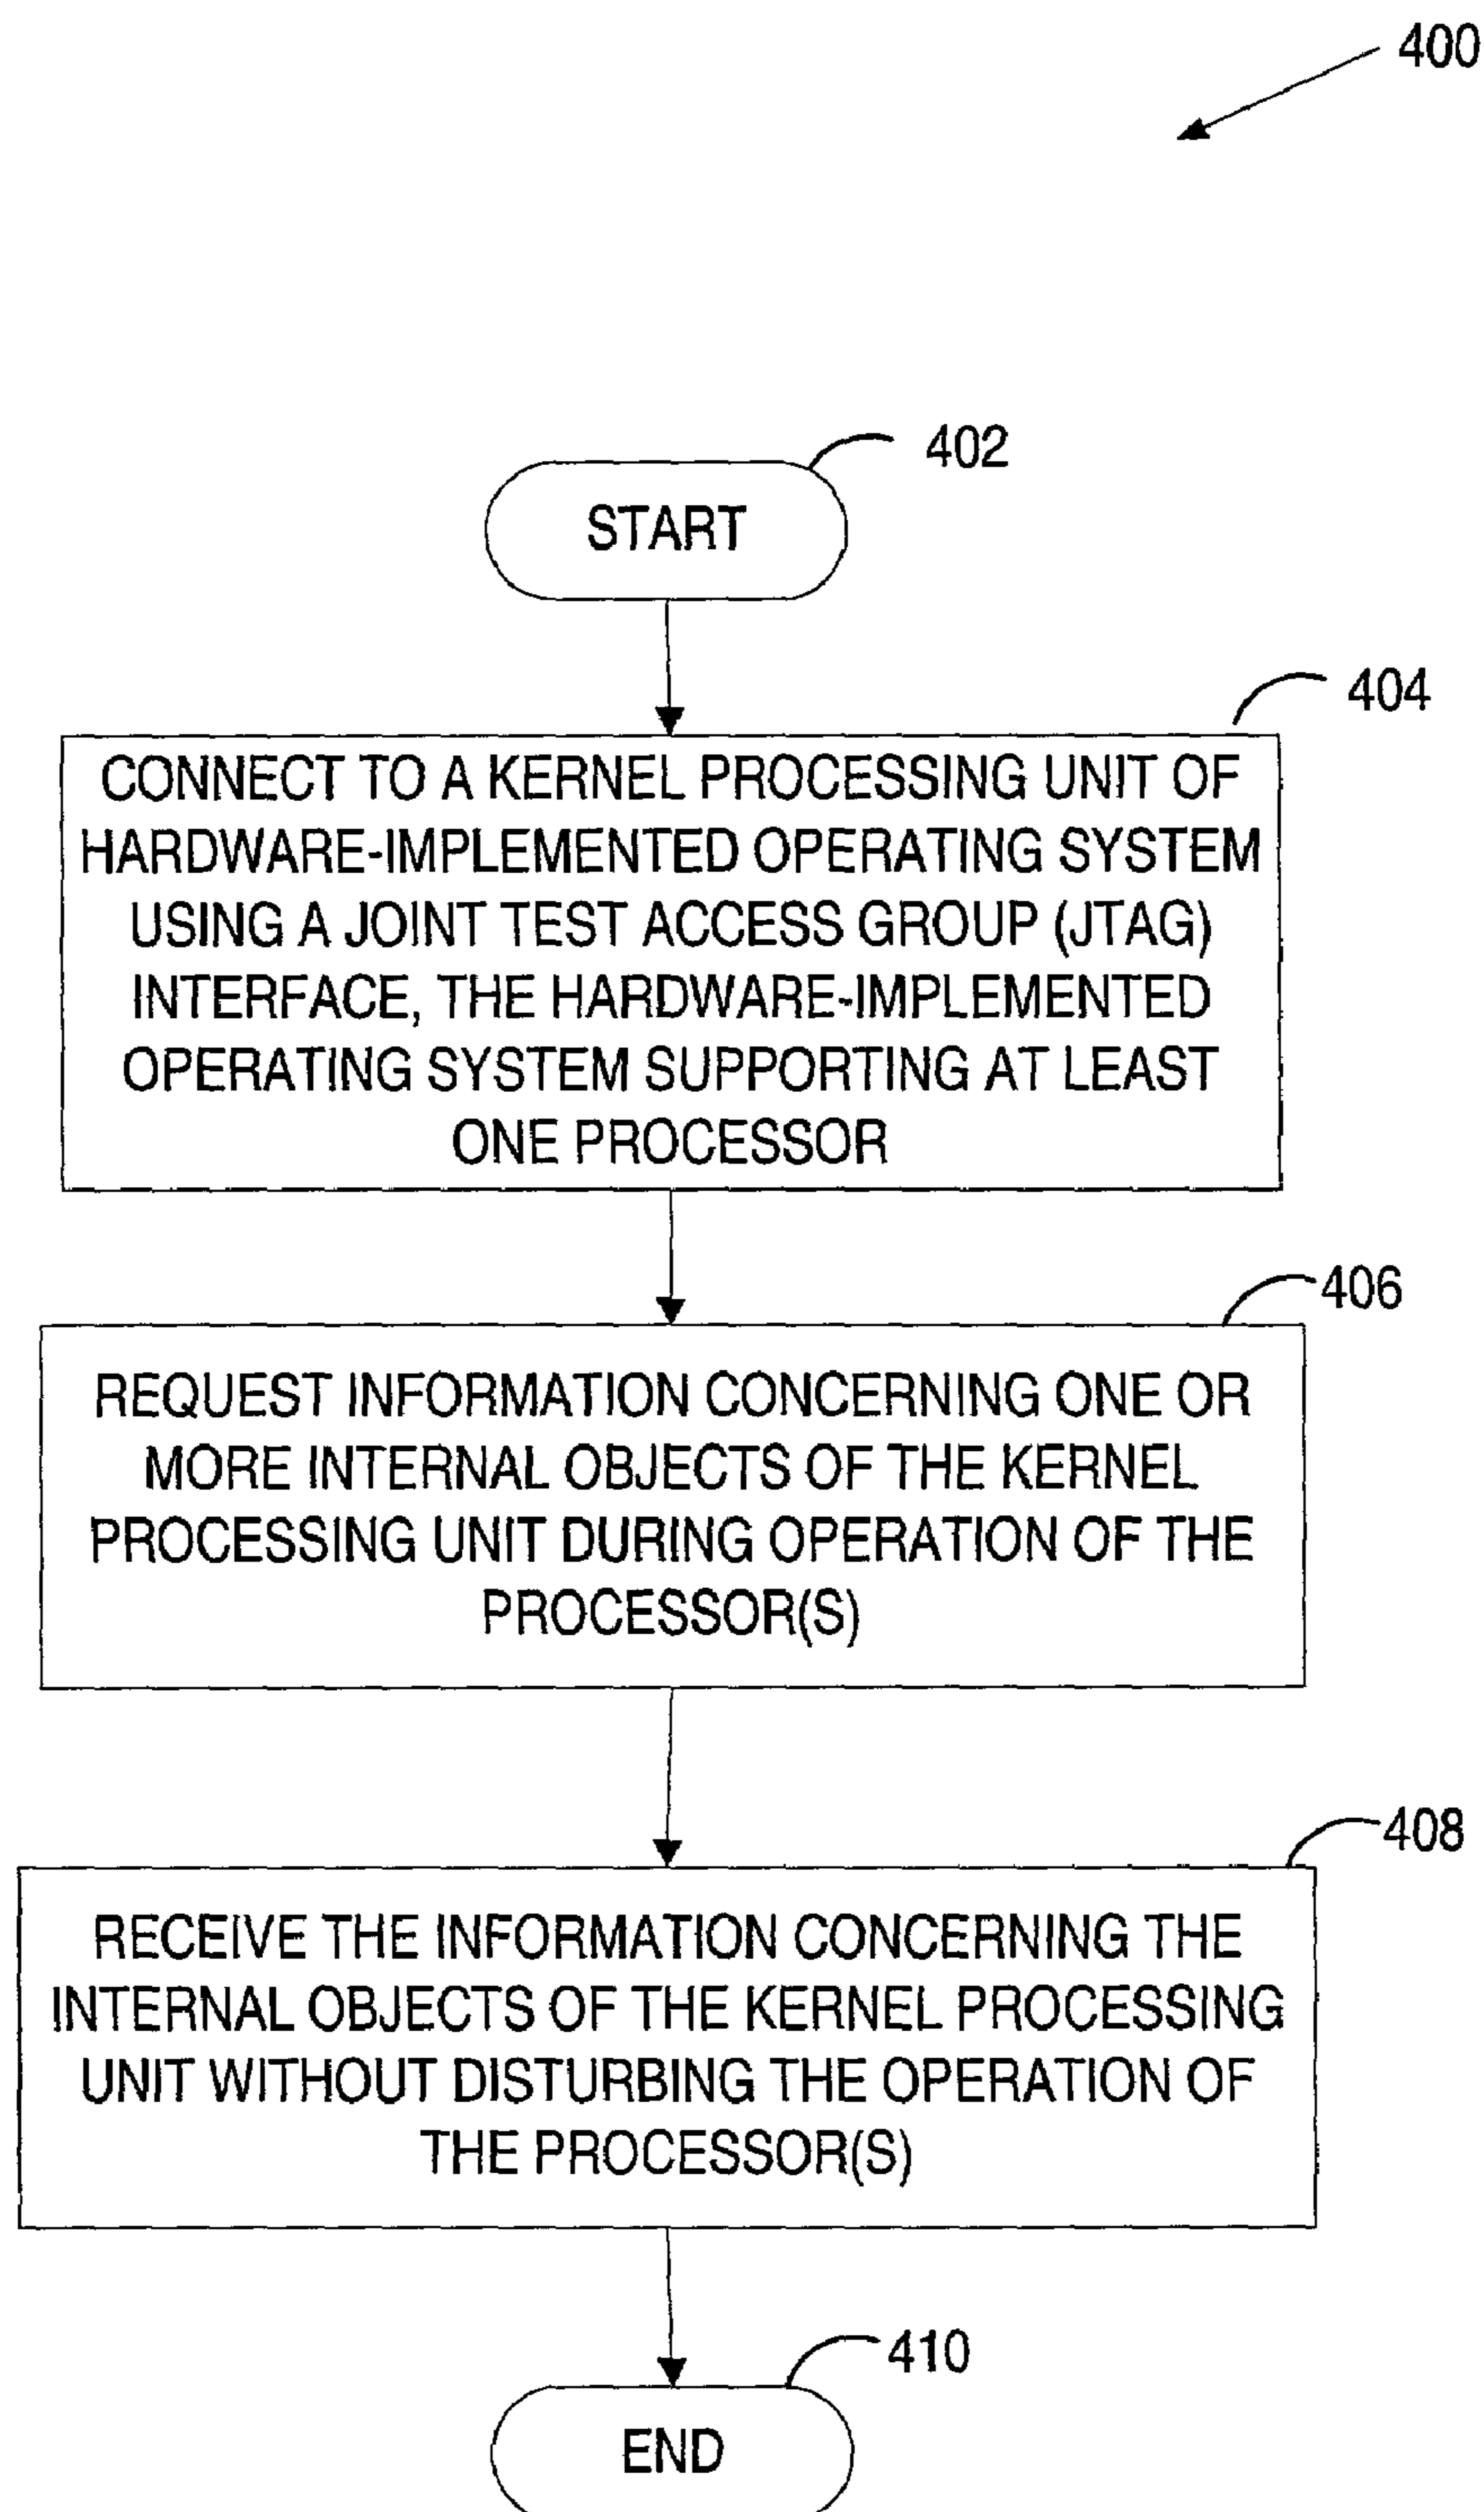 400
402
START
404
CONNECT TO A KERNEL PROCESSING UNIT OF
HARDWARE-IMPLEMENTED OPERATING SYSTEM
USING A JOINT TEST ACCESS GROUP (JTAG)
INTERFACE, THE HARDWARE-IMPLEMENTED
OPERATING SYSTEM SUPPORTING AT LEAST
ONE PROCESSOR
406
REQUEST INFORMATION CONCERNING ONE OR
MORE INTERNAL OBJECTS OF THE KERNEL
PROCESSING UNIT DURING OPERATION OF THE
PROCESSOR(S)
408
RECEIVE THE INFORMATION CONCERNING THE
INTERNAL OBJECTS OF THE KERNEL PROCESSING
UNIT WITHOUT DISTURBING THE OPERATION OF
THE PROCESSOR(S)
410
END